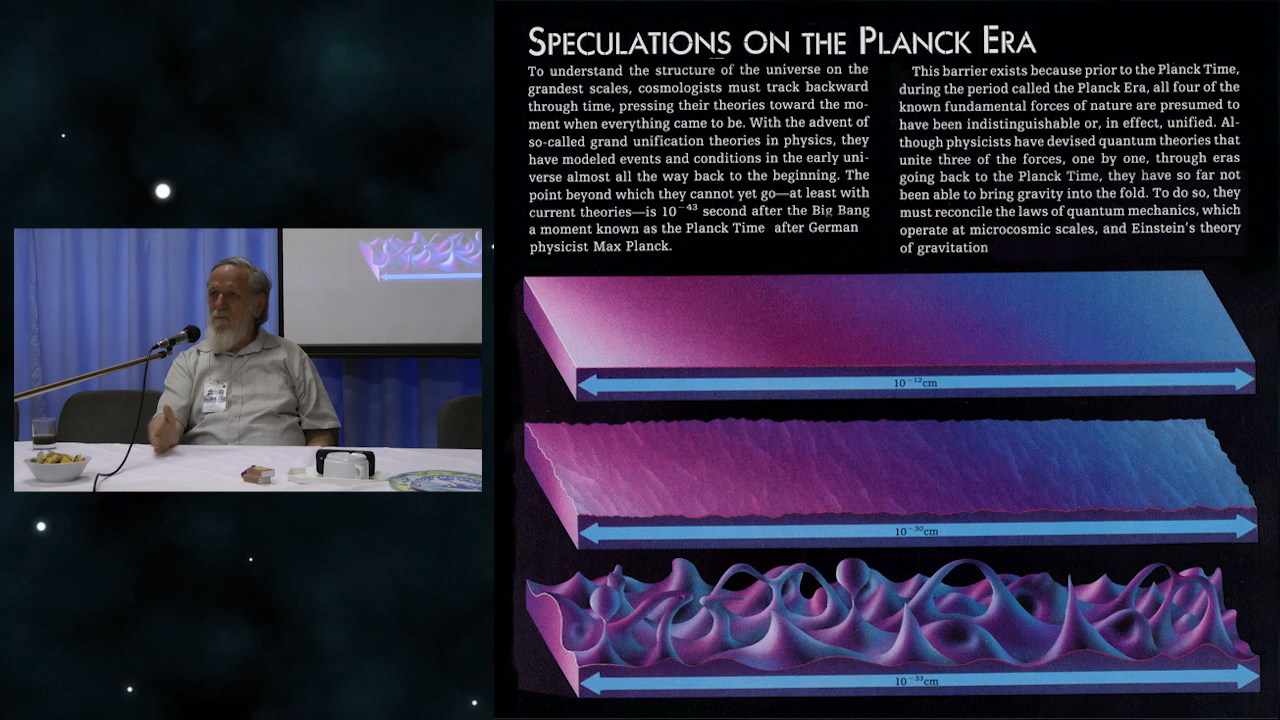 SPECULATIONS ON THE PLANCK ERA
To understand the structure of the universe on the
grandest scales, cosmologists must track backward
through time, pressing their theories toward the mo-
ment when everything came to be. With the advent of
so-called grand unification theories in physics, they
have modeled events and conditions in the early uni-
verse almost all the way back to the beginning. The
point beyond which they cannot yet go—at least with
current theories—is 10⁻⁴³ second after the Big Bang
a moment known as the Planck Time after German
physicist Max Planck.
This barrier exists because prior to the Planck Time,
during the period called the Planck Era, all four of the
known fundamental forces of nature are presumed to
have been indistinguishable or, in effect, unified. Al-
though physicists have devised quantum theories that
unite three of the forces, one by one, through eras
going back to the Planck Time, they have so far not
been able to bring gravity into the fold. To do so, they
must reconcile the laws of quantum mechanics, which
operate at microcosmic scales, and Einstein's theory
of gravitation
10⁻¹²cm
10⁻³⁰cm
10⁻³³cm